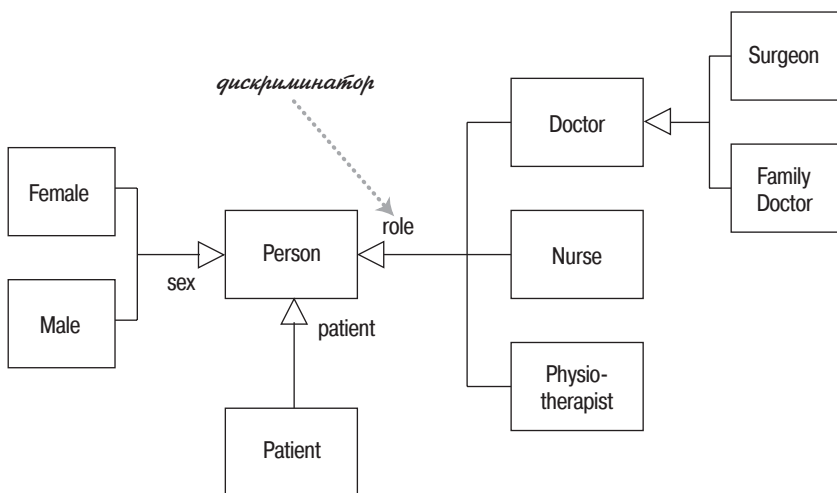 Surgeon
дискриминатор
Doctor
Female
Family
Doctor
role
Person
Nurse
sex
Male
patient
Physio-
therapist
Patient